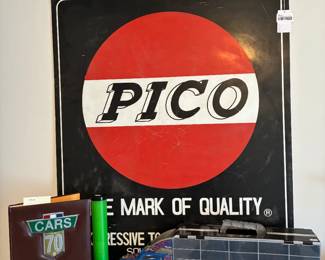 PICO
E MARK OF QUALITY®
RESSIVE TO
CARS
70